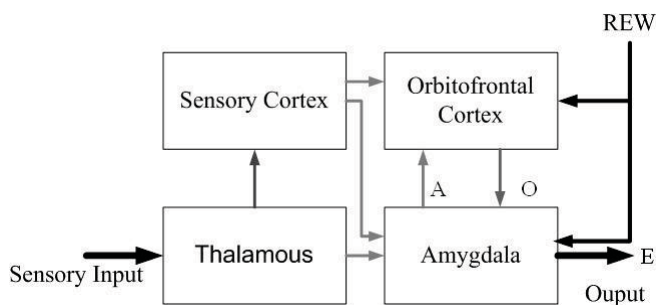 REW
Sensory Cortex
Orbitofrontal
Cortex
A
O
Sensory Input
Thalamous
Amygdala
E
Ouput